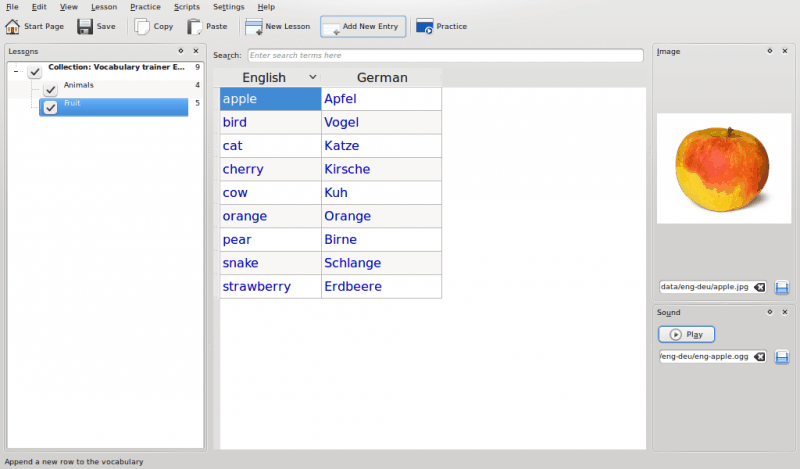 File Edit View Lesson Practice Scripts Settings Help
Start Page Save Copy Paste New Lesson Add New Entry Practice
Lessons
Collection: Vocabulary trainer E... 9
Animals 4
Fruit 5
Search: Enter search terms here
English German
apple Apfel
bird Vogel
cat Katze
cherry Kirsche
cow Kuh
orange Orange
pear Birne
snake Schlange
strawberry Erdbeere
Image
data/eng-deu/apple.jpg
Sound
Play
/eng-deu/eng-apple.ogg
Append a new row to the vocabulary